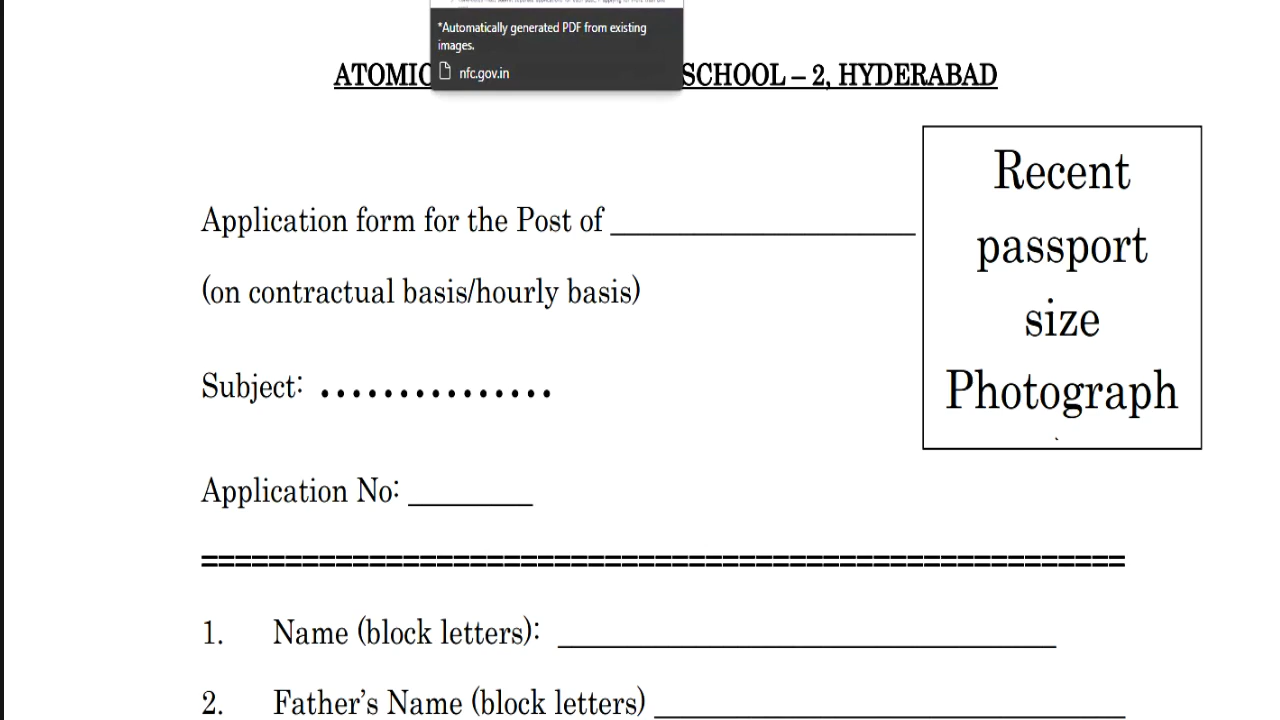 *Automatically generated PDF from existing
images.
nfc.gov.in
ATOMIC SCHOOL – 2, HYDERABAD
Recent
passport
size
Photograph
Application form for the Post of ___________________
(on contractual basis/hourly basis)
Subject: ...............
Application No: ________
=======================================================
1. Name (block letters): _______________________________
2. Father's Name (block letters) _____________________________